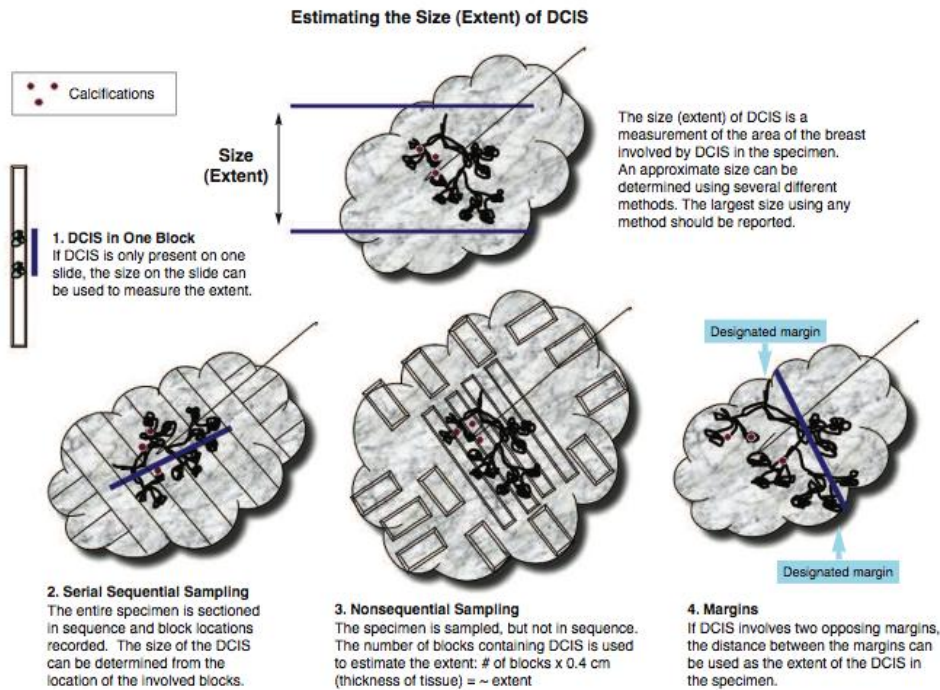 Estimating the Size (Extent) of DCIS
Calcifications
Size
(Extent)
The size (extent) of DCIS is a
measurement of the area of the breast
involved by DCIS in the specimen.
An approximate size can be
determined using several different
methods. The largest size using any
method should be reported.
1. DCIS in One Block
If DCIS is only present on one
slide, the size on the slide can
be used to measure the extent.
Designated margin
Designated margin
2. Serial Sequential Sampling
The entire specimen is sectioned
in sequence and block locations
recorded. The size of the DCIS
can be determined from the
location of the involved blocks.
3. Nonsequential Sampling
The specimen is sampled, but not in sequence.
The number of blocks containing DCIS is used
to estimate the extent: # of blocks x 0.4 cm
(thickness of tissue) = ~ extent
4. Margins
If DCIS involves two opposing margins,
the distance between the margins can
be used as the extent of the DCIS in
the specimen.